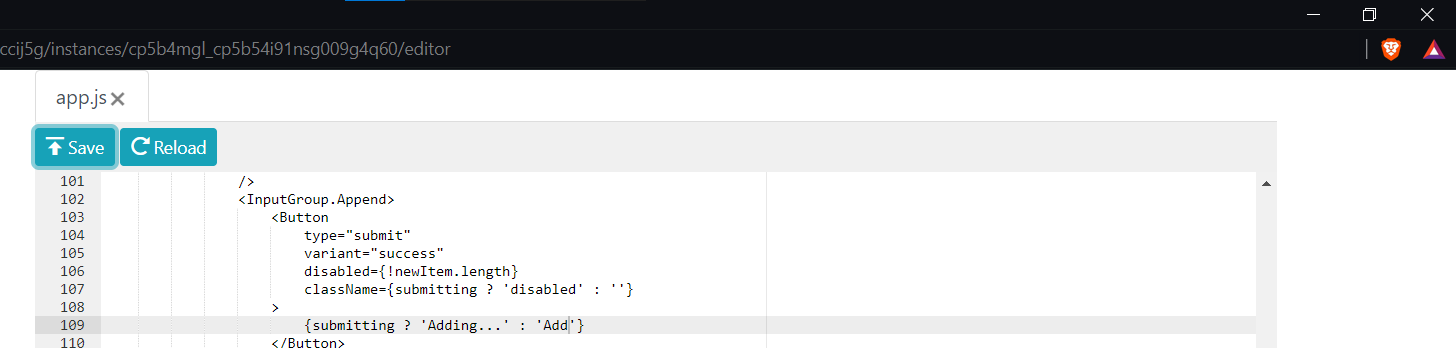 ccij5g/instances/cp5b4mgl_cp5b54i91nsg009g4q60/editor
app.js
Save Reload
101 />
102 <InputGroup.Append>
103 <Button
104 type="submit"
105 variant="success"
106 disabled={!newItem.length}
107 className={submitting ? 'disabled' : ''}
108 >
109 {submitting ? 'Adding...' : 'Add'}
110 </Button>